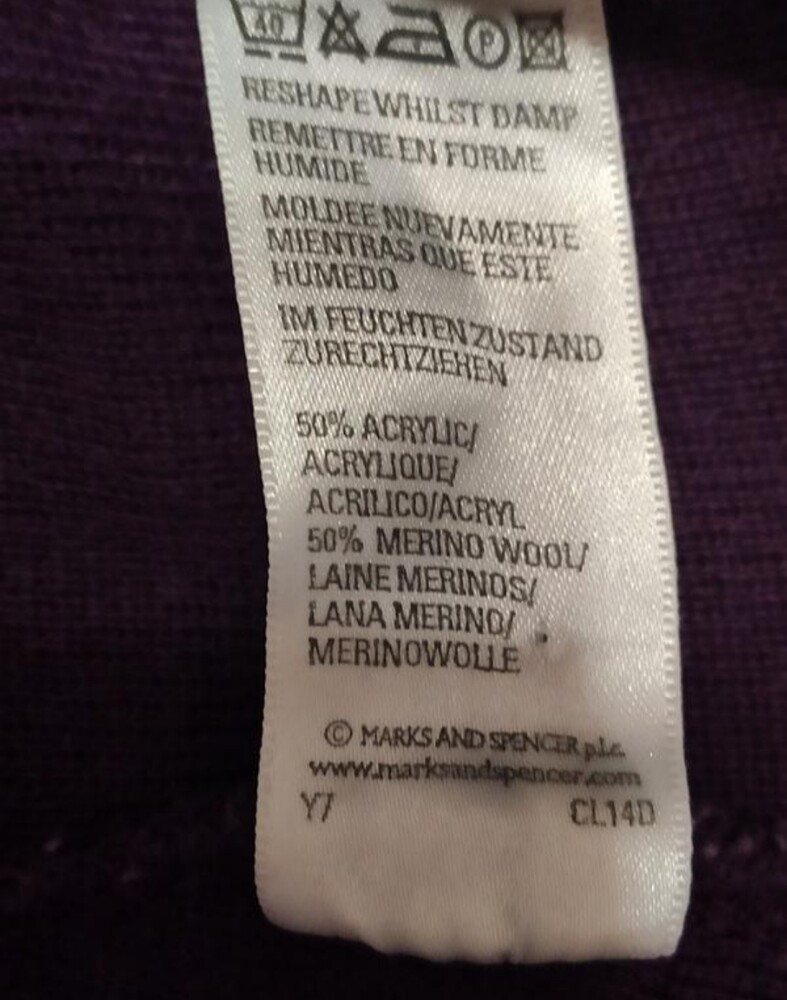 40 P
RESHAPE WHILST DAMP
REMETTRE EN FORME
HUMIDE
MOLDEE NUEVAMENTE
MIENTRAS QUE ESTE
HUMEDO
IM FEUCHTEN ZUSTAND
ZURECHTZIEHEN
50% ACRYLIC/
ACRYLIQUE/
ACRILICO/ACRYL
50% MERINO WOOL/
LAINE MERINOS/
LANA MERINO/
MERINOWOLLE
© MARKS AND SPENCER p.l.c.
www.marksandspencer.com
Y7 CL14D